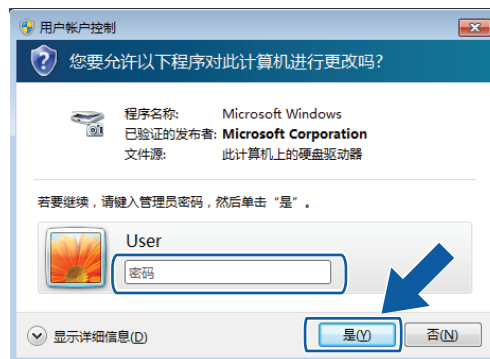 用户帐户控制
您要允许以下程序对此计算机进行更改吗?
程序名称: Microsoft Windows
已验证的发布者: Microsoft Corporation
文件源: 此计算机上的硬盘驱动器
若要继续，请键入管理员密码，然后单击“是”。
User
密码
显示详细信息(D) 是(Y) 否(N)